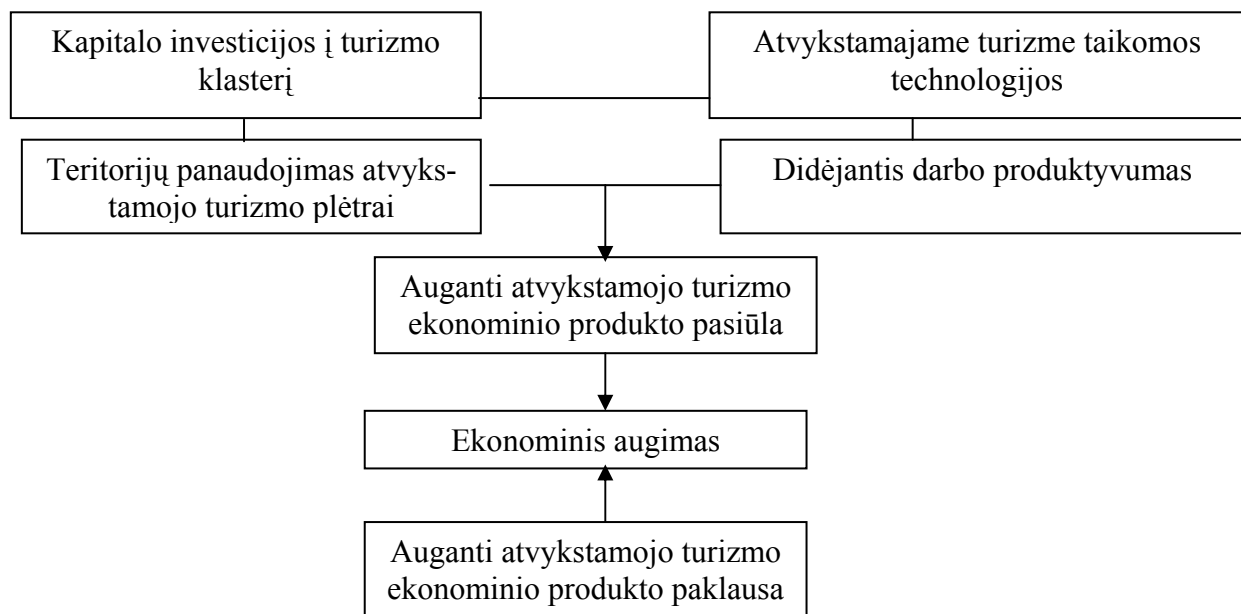 Kapitalo investicijos į turizmo
klasterį
Atvykstamajame turizme taikomos
technologijos
Teritorijų panaudojimas atvyks-
tamojo turizmo plėtrai
Didėjantis darbo produktyvumas
Auganti atvykstamojo turizmo
ekonominio produkto pasiūla
Ekonominis augimas
Auganti atvykstamojo turizmo
ekonominio produkto paklausa